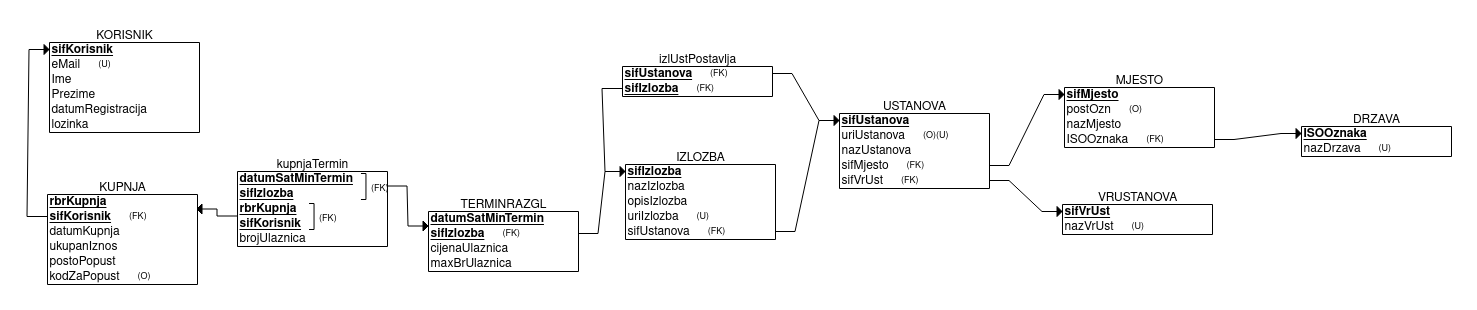 KORISNIK
sifKorisnik
eMail (U)
Ime
Prezime
datumRegistracija
lozinka
KUPNJA
rbrKupnja
sifKorisnik (FK)
datumKupnja
ukupanIznos
postoPopust
kodZaPopust (O)
kupnjaTermin
datumSatMinTermin
sifIzlozba
(FK)
rbrKupnja
sifKorisnik
(FK)
brojUlaznica
TERMINRAZGL
datumSatMinTermin
sifIzlozba (FK)
cijenaUlaznica
maxBrUlaznica
izlUstPostavlja
sifUstanova (FK)
sifIzlozba (FK)
IZLOZBA
sifIzlozba
nazIzlozba
opisIzlozba
uriIzlozba (U)
sifUstanova (FK)
USTANOVA
sifUstanova
uriUstanova (O)(U)
nazUstanova
sifMjesto (FK)
sifVrUst (FK)
MJESTO
sifMjesto
postOzn (O)
nazMjesto
ISOOznaka (FK)
VRUSTANOVA
sifVrUst
nazVrUst (U)
DRZAVA
ISOOznaka
nazDrzava (U)